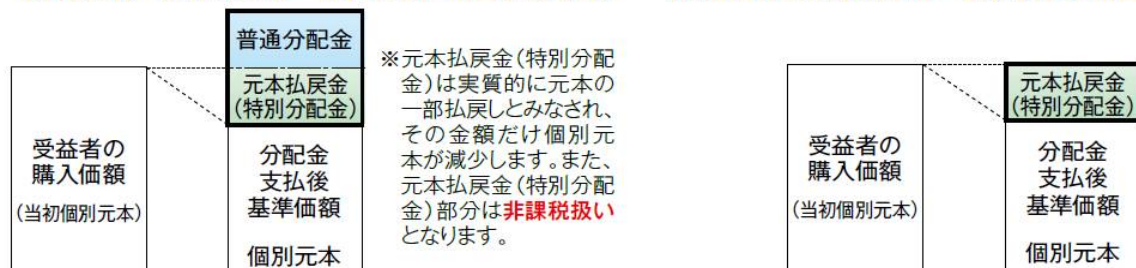 普通分配金
元本払戻金
(特別分配金)
受益者の
購入価額
(当初個別元本)
分配金
支払後
基準価額
個別元本
※元本払戻金(特別分配
金)は実質的に元本の
一部払戻しとみなされ、
その金額だけ個別元
本が減少します。また、
元本払戻金(特別分配
金)部分は非課税扱い
となります。
受益者の
購入価額
(当初個別元本)
元本払戻金
(特別分配金)
分配金
支払後
基準価額
個別元本